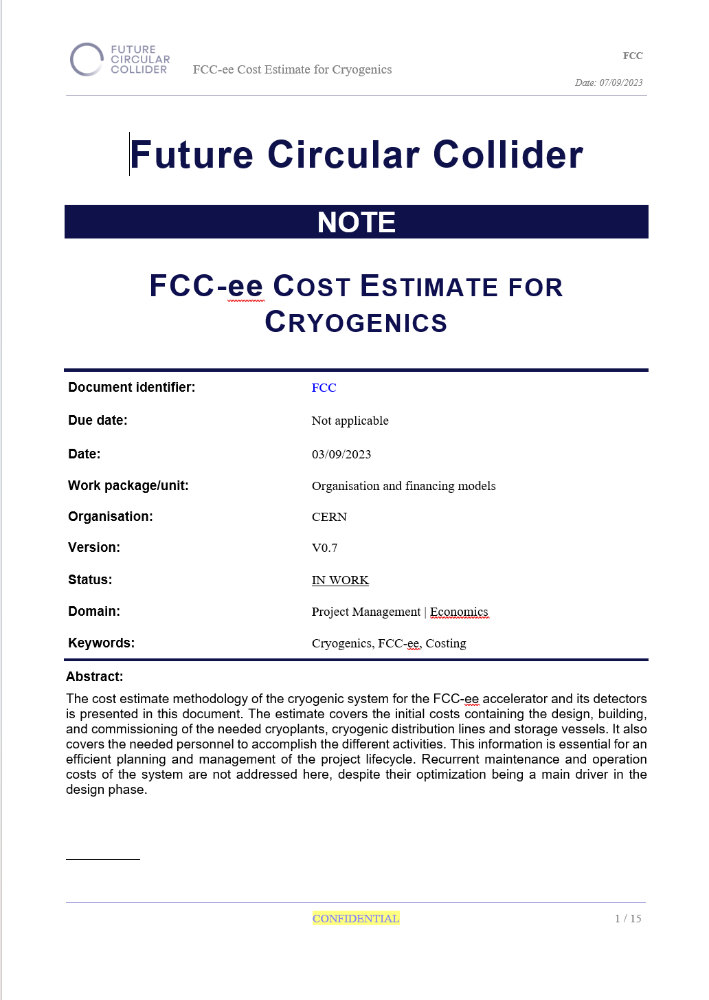 FUTURE
CIRCULAR
COLLIDER
FCC-ee Cost Estimate for Cryogenics
FCC
Date: 07/09/2023
Future Circular Collider
NOTE
FCC-ee COST ESTIMATE FOR
CRYOGENICS
Document identifier: FCC
Due date: Not applicable
Date: 03/09/2023
Work package/unit: Organisation and financing models
Organisation: CERN
Version: V0.7
Status: IN WORK
Domain: Project Management | Economics
Keywords: Cryogenics, FCC-ee, Costing
Abstract:
The cost estimate methodology of the cryogenic system for the FCC-ee accelerator and its detectors
is presented in this document. The estimate covers the initial costs containing the design, building,
and commissioning of the needed cryoplants, cryogenic distribution lines and storage vessels. It also
covers the needed personnel to accomplish the different activities. This information is essential for an
efficient planning and management of the project lifecycle. Recurrent maintenance and operation
costs of the system are not addressed here, despite their optimization being a main driver in the
design phase.
CONFIDENTIAL
1 / 15